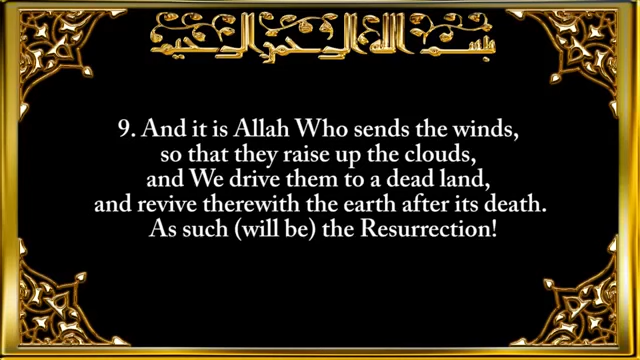 بسم الله الرحمن الرحيم
9. And it is Allah Who sends the winds,
so that they raise up the clouds,
and We drive them to a dead land,
and revive therewith the earth after its death.
As such (will be) the Resurrection!